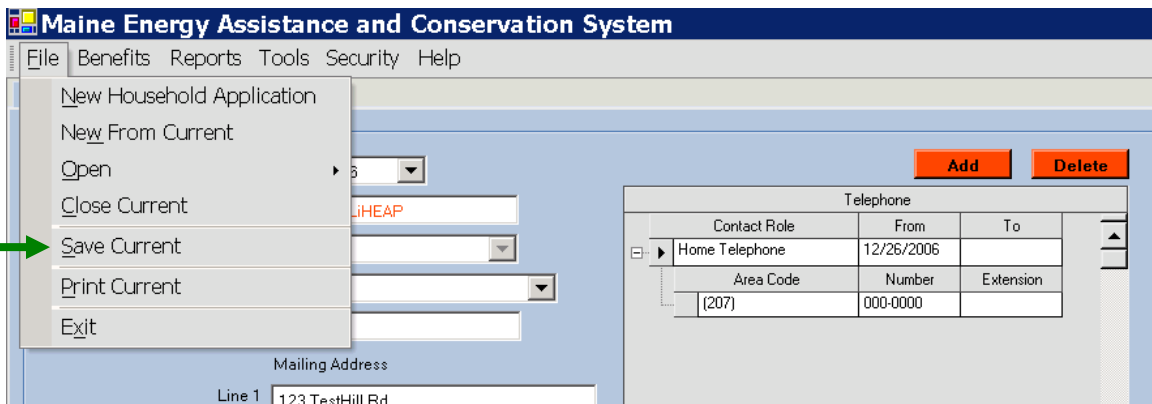 Maine Energy Assistance and Conservation System
File Benefits Reports Tools Security Help
New Household Application
New From Current
Open
Close Current
Save Current
Print Current
Exit
6
LiHEAP
Mailing Address
Line 1 123 TestHill Rd
Add Delete
Telephone
Contact Role From To
Home Telephone 12/26/2006
Area Code Number Extension
(207) 000-0000